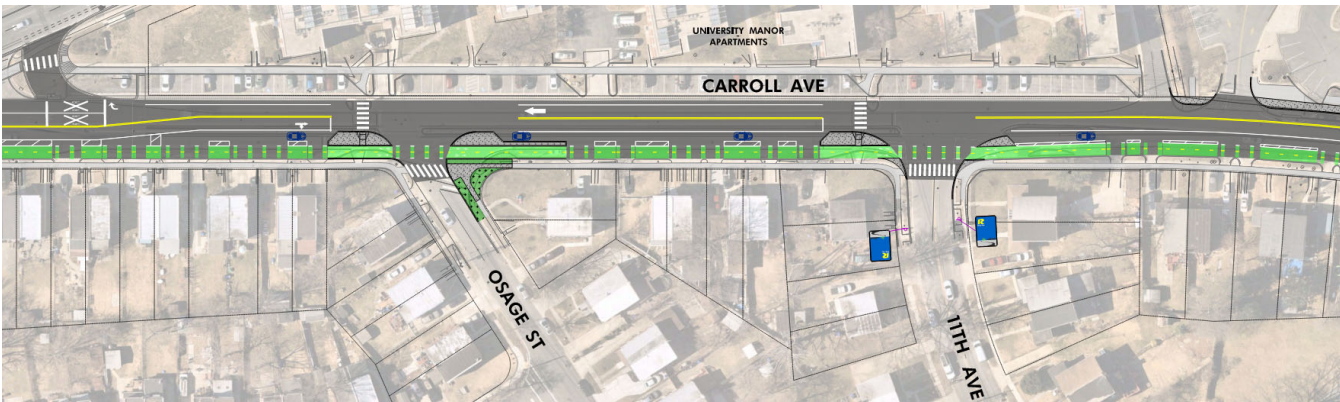 UNIVERSITY MANOR
APARTMENTS
CARROLL AVE
OSAGE ST
11TH AVE